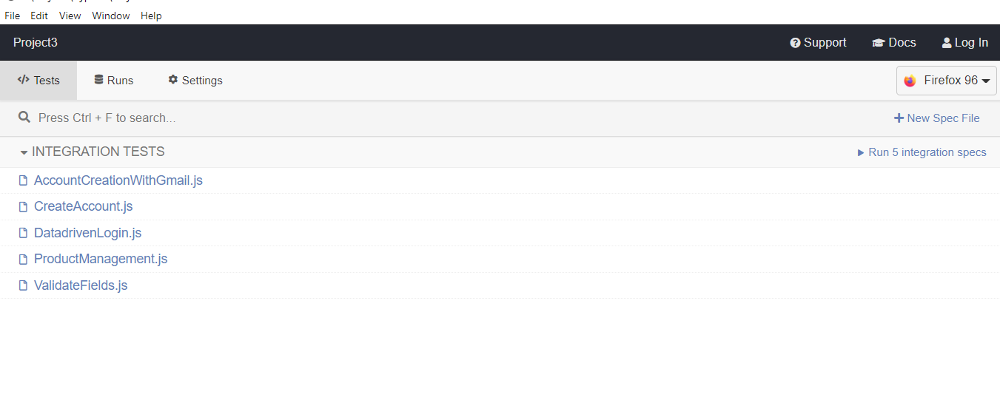 File Edit View Window Help
Project3 Support Docs Log In
Tests Runs Settings Firefox 96
Press Ctrl + F to search... New Spec File
INTEGRATION TESTS Run 5 integration specs
AccountCreationWithGmail.js
CreateAccount.js
DatadrivenLogin.js
ProductManagement.js
ValidateFields.js